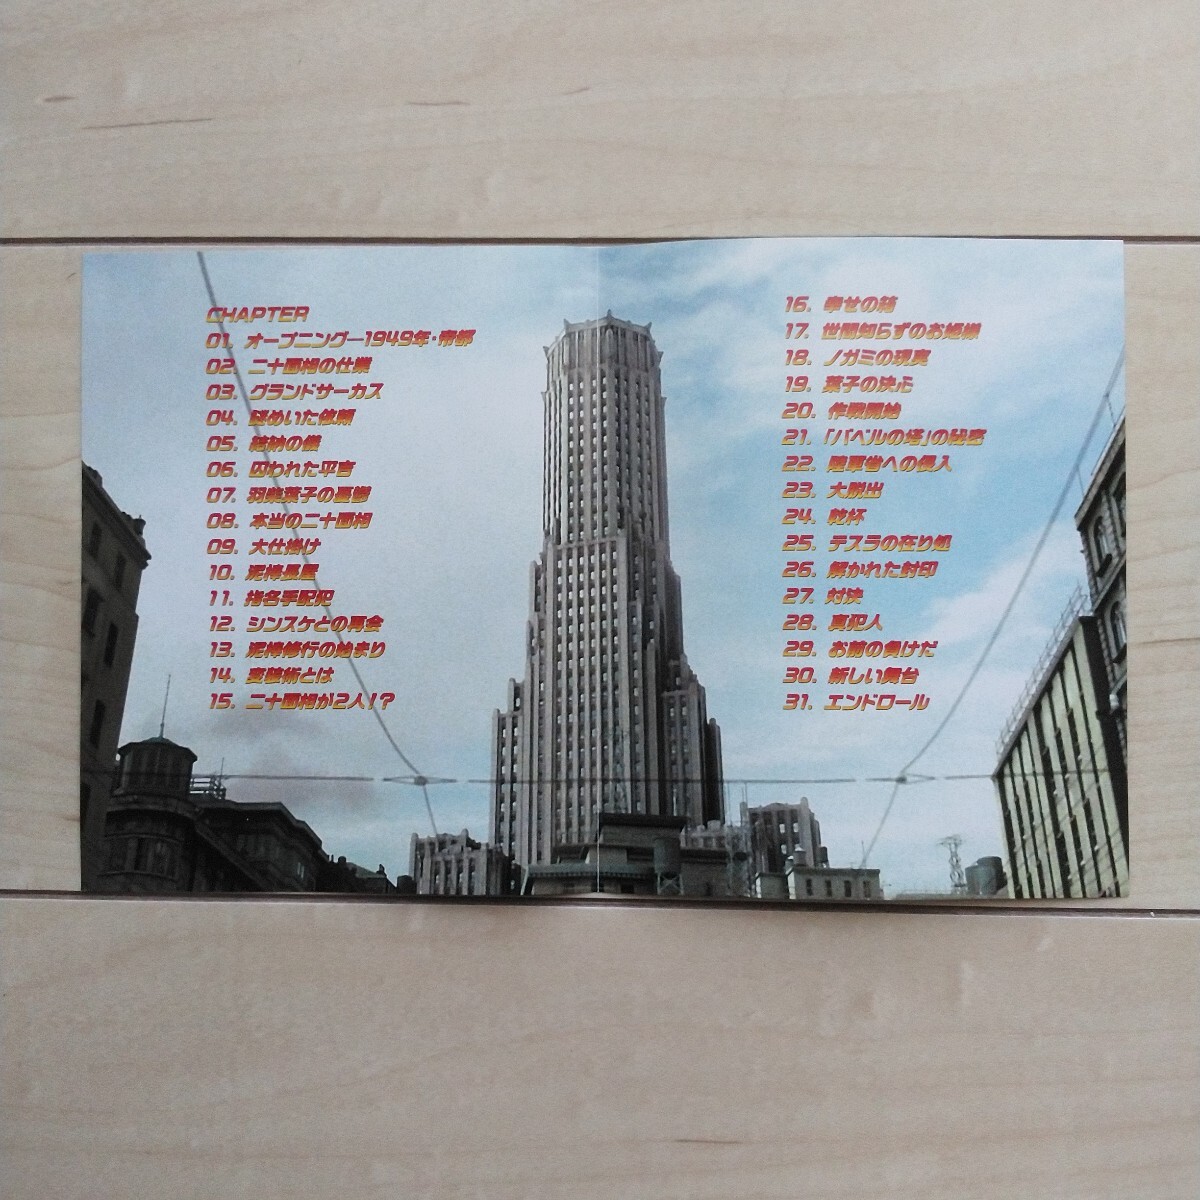 CHAPTER
01. オープニング―1949年・帝都
02. 二十面相の仕業
03. グランドサーカス
04. 謎めいた依頼
05. 結納の儀
06. 囚われた平吉
07. 羽柴葉子の憂鬱
08. 本当の二十面相
09. 大仕掛け
10. 泥棒長屋
11. 指名手配犯
12. シンスケとの再会
13. 泥棒修行の始まり
14. 変装術とは
15. 二十面相が2人!?
16. 幸せの箱
17. 世間知らずのお姫様
18. ノガミの現実
19. 葉子の決心
20. 作戦開始
21. 「バベルの塔」の秘密
22. 陸軍省への侵入
23. 大脱出
24. 乾杯
25. テスラの在り処
26. 解かれた封印
27. 対決
28. 真犯人
29. お前の負けだ
30. 新しい舞台
31. エンドロール